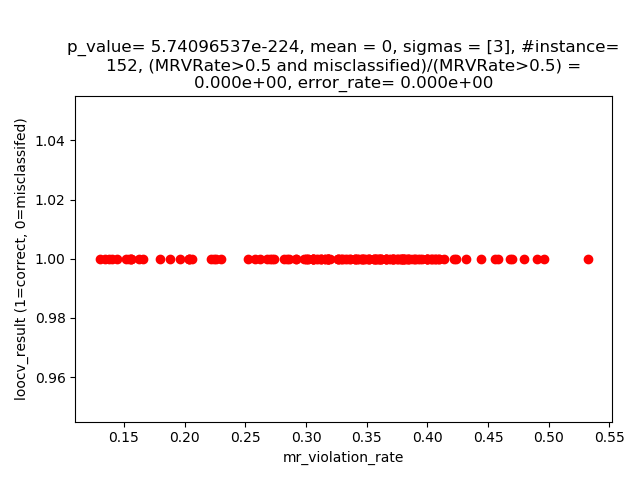 p_value= 5.74096537e-224, mean = 0, sigmas = [3], #instance=
152, (MRVRate>0.5 and misclassified)/(MRVRate>0.5) =
0.000e+00, error_rate= 0.000e+00
loocv_result (1=correct, 0=misclassifed)
1.04
1.02
1.00
0.98
0.96
0.15 0.20 0.25 0.30 0.35 0.40 0.45 0.50 0.55
mr_violation_rate